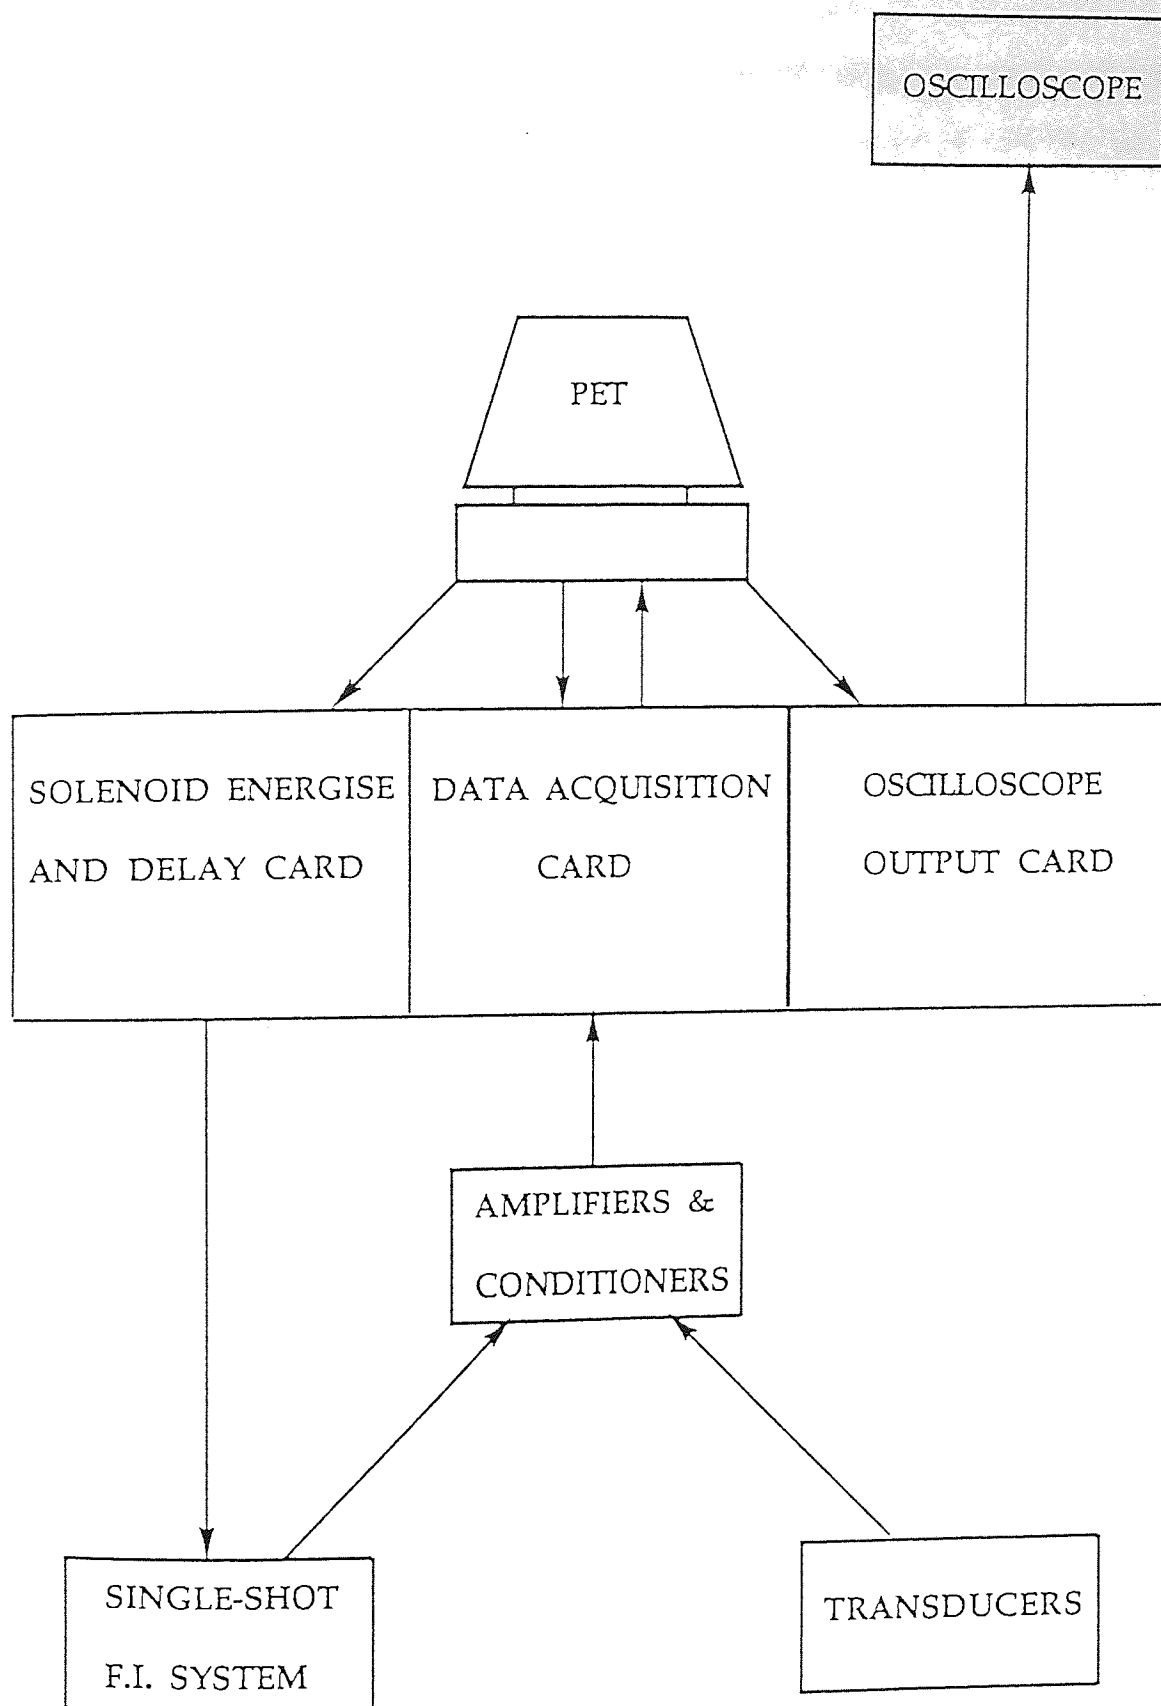 OSCILLOSCOPE
PET
SOLENOID ENERGISE
AND DELAY CARD
DATA ACQUISITION
CARD
OSCILLOSCOPE
OUTPUT CARD
AMPLIFIERS &
CONDITIONERS
SINGLE-SHOT
F.I. SYSTEM
TRANSDUCERS